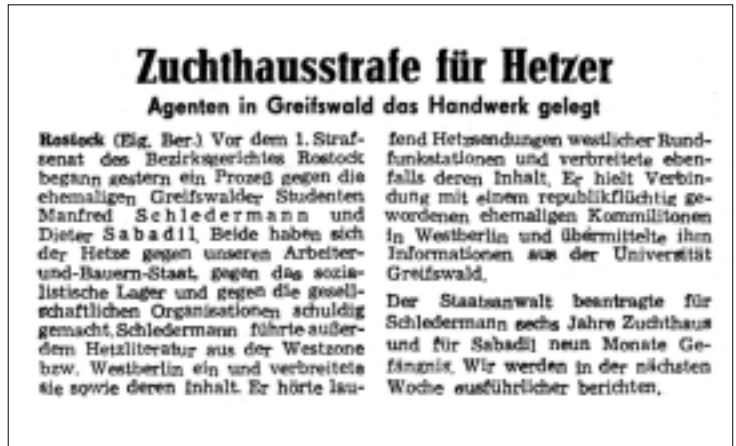 Zuchthausstrafe für Hetzer
Agenten in Greifswald das Handwerk gelegt
Rostock (Eig. Ber.) Vor dem 1. Straf-
senat des Bezirksgerichtes Rostock
begann gestern ein Prozeß gegen die
ehemaligen Greifswalder Studenten
Manfred Schledermann und
Dieter Sabadil. Beide haben sich
der Hetze gegen unseren Arbeiter-
und-Bauern-Staat, gegen das sozia-
listische Lager und gegen die gesell-
schaftlichen Organisationen schuldig
gemacht. Schledermann führte außer-
dem Hetzliteratur aus der Westzone
bzw. Westberlin ein und verbreitete
sie sowie deren Inhalt. Er hörte lau-
fend Hetzsendungen westlicher Rund-
funkstationen und verbreitete eben-
falls deren Inhalt. Er hielt Verbin-
dung mit einem republikflüchtig ge-
wordenen ehemaligen Kommilitonen
in Westberlin und übermittelte ihm
Informationen aus der Universität
Greifswald.
Der Staatsanwalt beantragte für
Schledermann sechs Jahre Zuchthaus
und für Sabadil neun Monate Ge-
fängnis. Wir werden in der nächsten
Woche ausführlicher berichten.